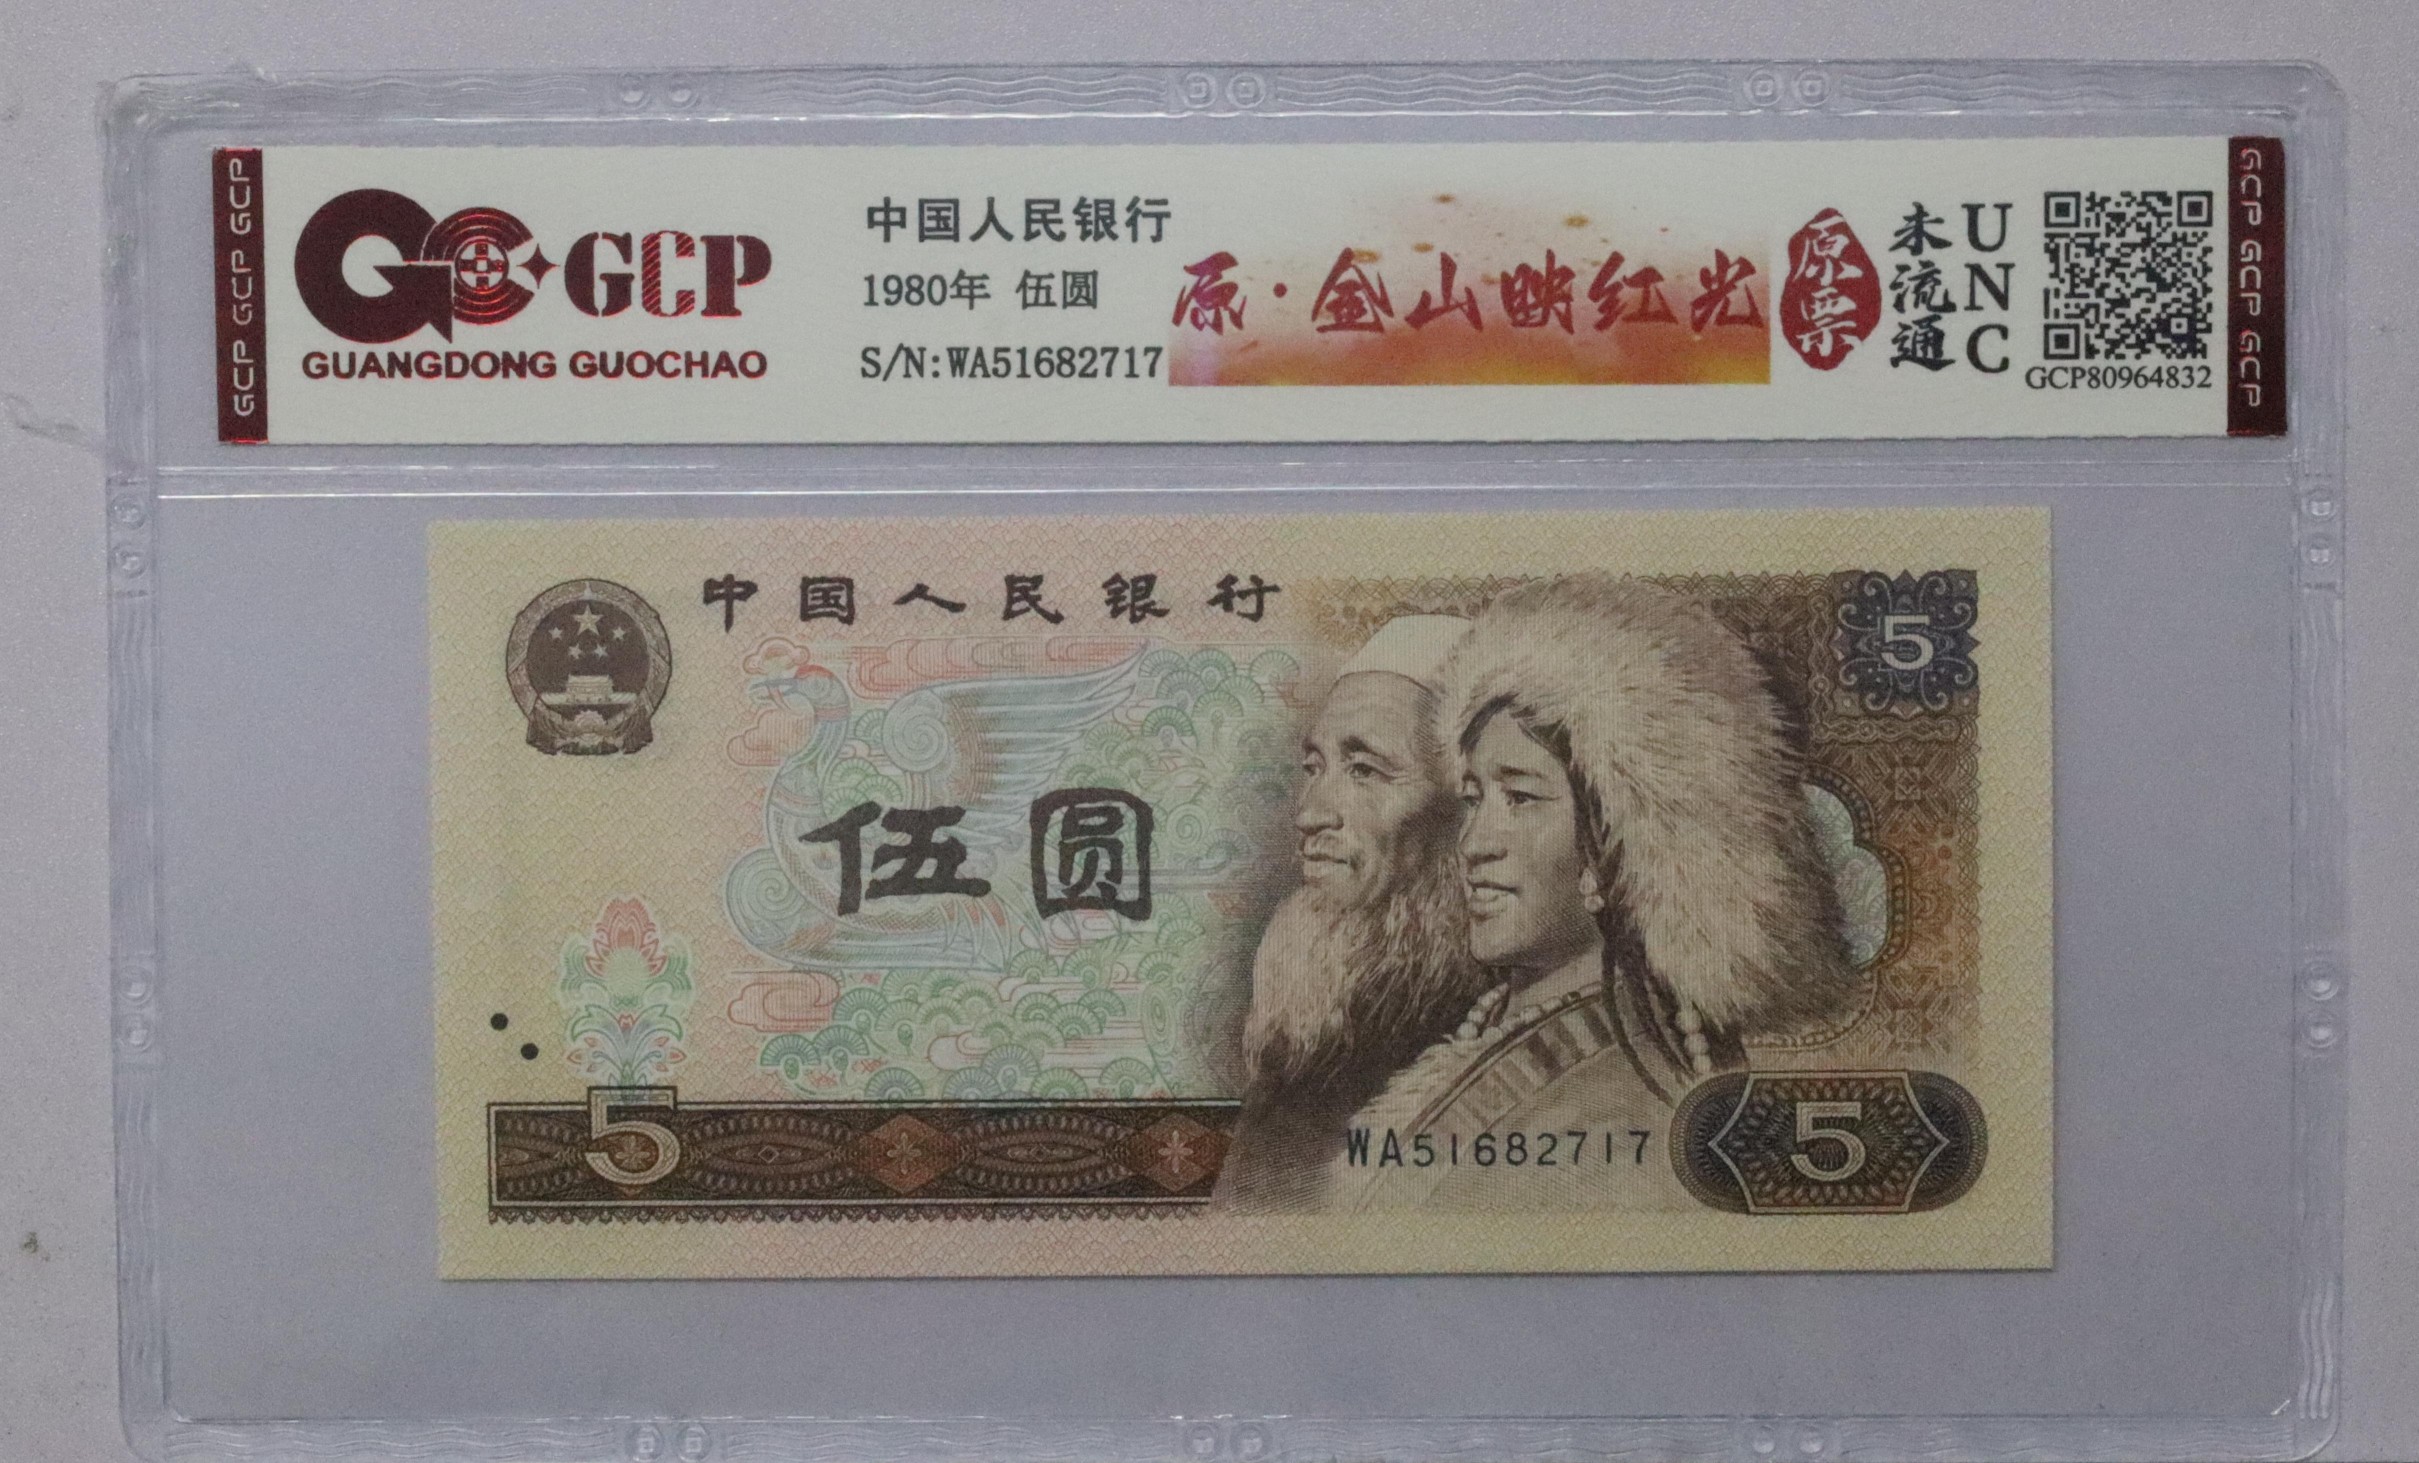 GCP GCP GCP
GCP
GUANGDONG GUOCHAO
中国人民银行
1980年 伍圆
S/N:WA51682717
原·金山映红光
原票
未流通
UNC
GCP80964832
GCP GCP GCP
中国人民银行
5
伍圆
5
WA51682717
5